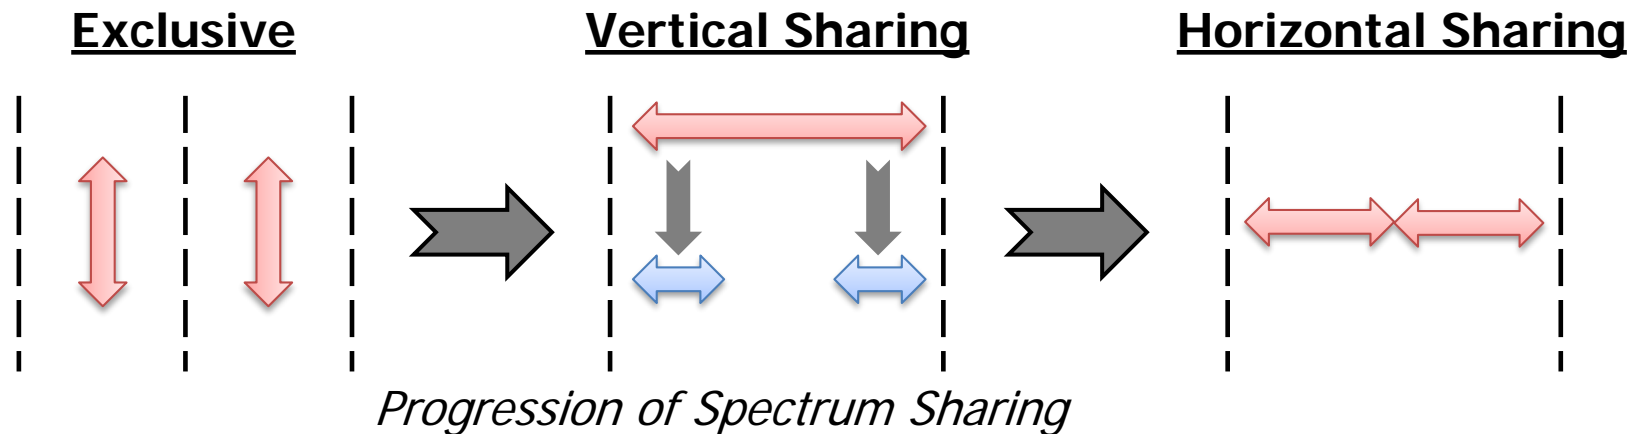 Exclusive
Vertical Sharing
Horizontal Sharing
Progression of Spectrum Sharing